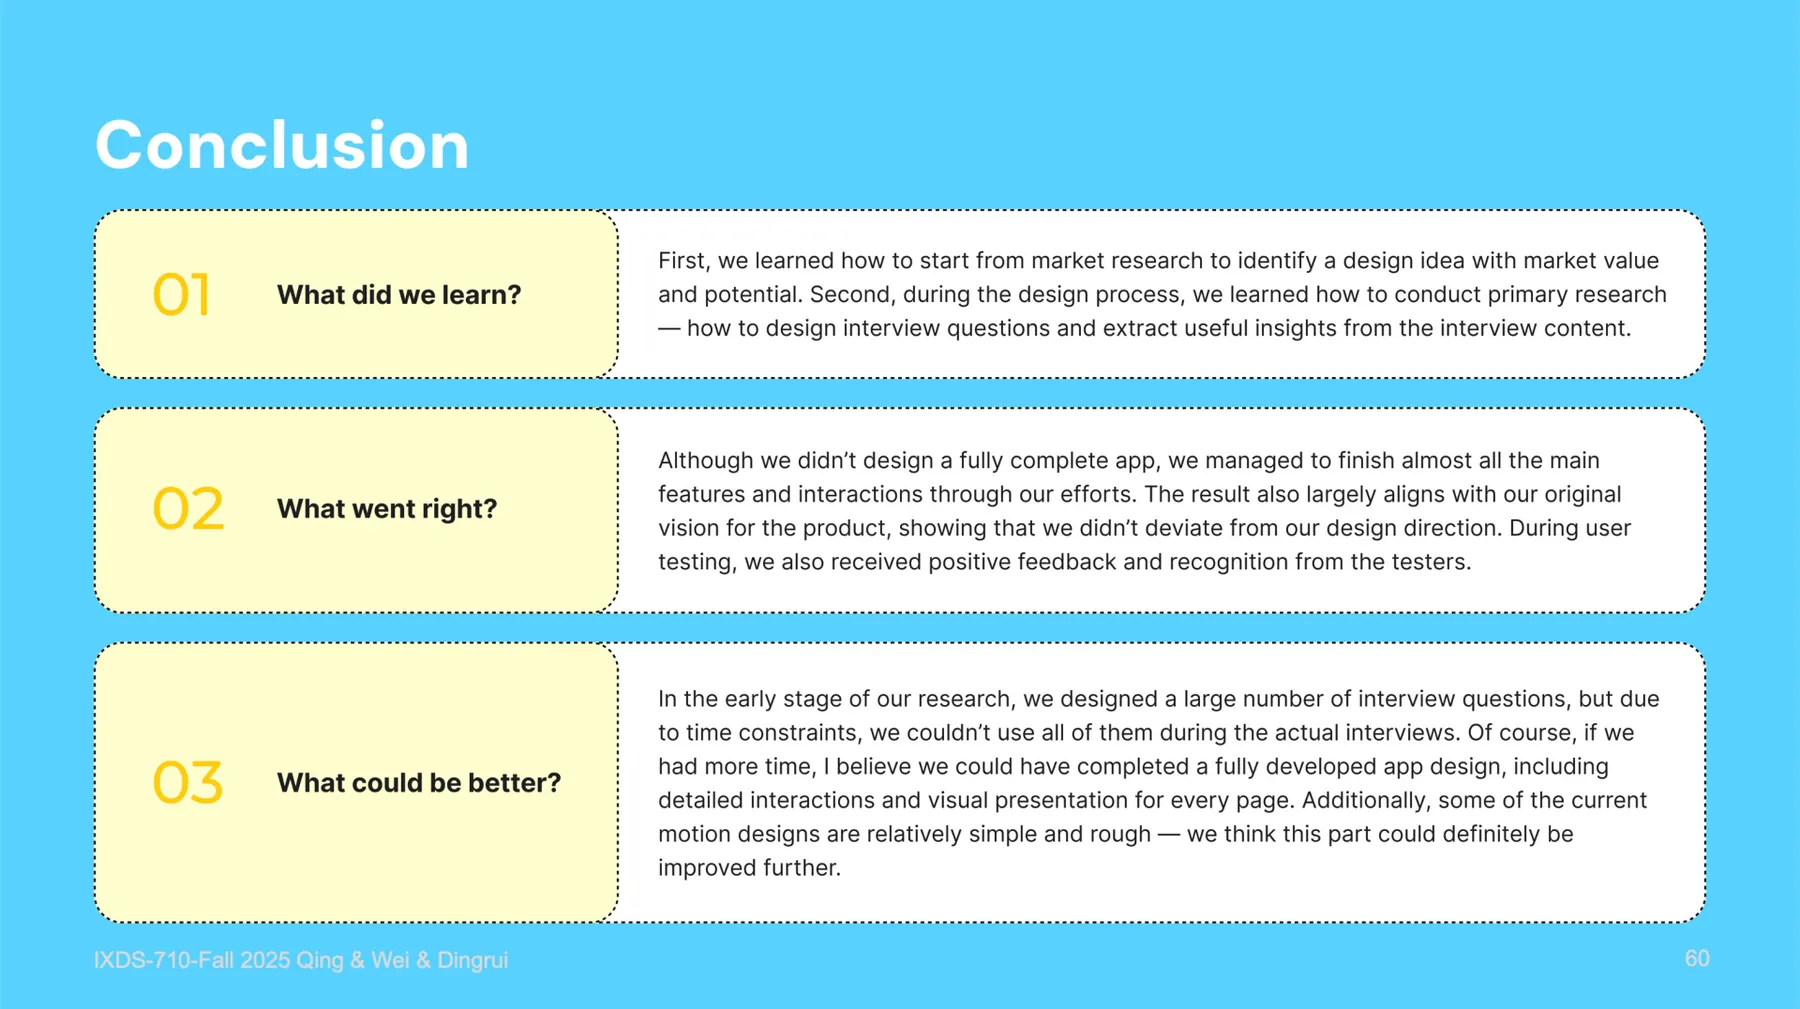 Conclusion
01
What did we learn?
First, we learned how to start from market research to identify a design idea with market value
and potential. Second, during the design process, we learned how to conduct primary research
— how to design interview questions and extract useful insights from the interview content.
02
What went right?
Although we didn’t design a fully complete app, we managed to finish almost all the main
features and interactions through our efforts. The result also largely aligns with our original
vision for the product, showing that we didn’t deviate from our design direction. During user
testing, we also received positive feedback and recognition from the testers.
03
What could be better?
In the early stage of our research, we designed a large number of interview questions, but due
to time constraints, we couldn’t use all of them during the actual interviews. Of course, if we
had more time, I believe we could have completed a fully developed app design, including
detailed interactions and visual presentation for every page. Additionally, some of the current
motion designs are relatively simple and rough — we think this part could definitely be
improved further.
IXDS-710-Fall 2025 Qing & Wei & Dingrui
60